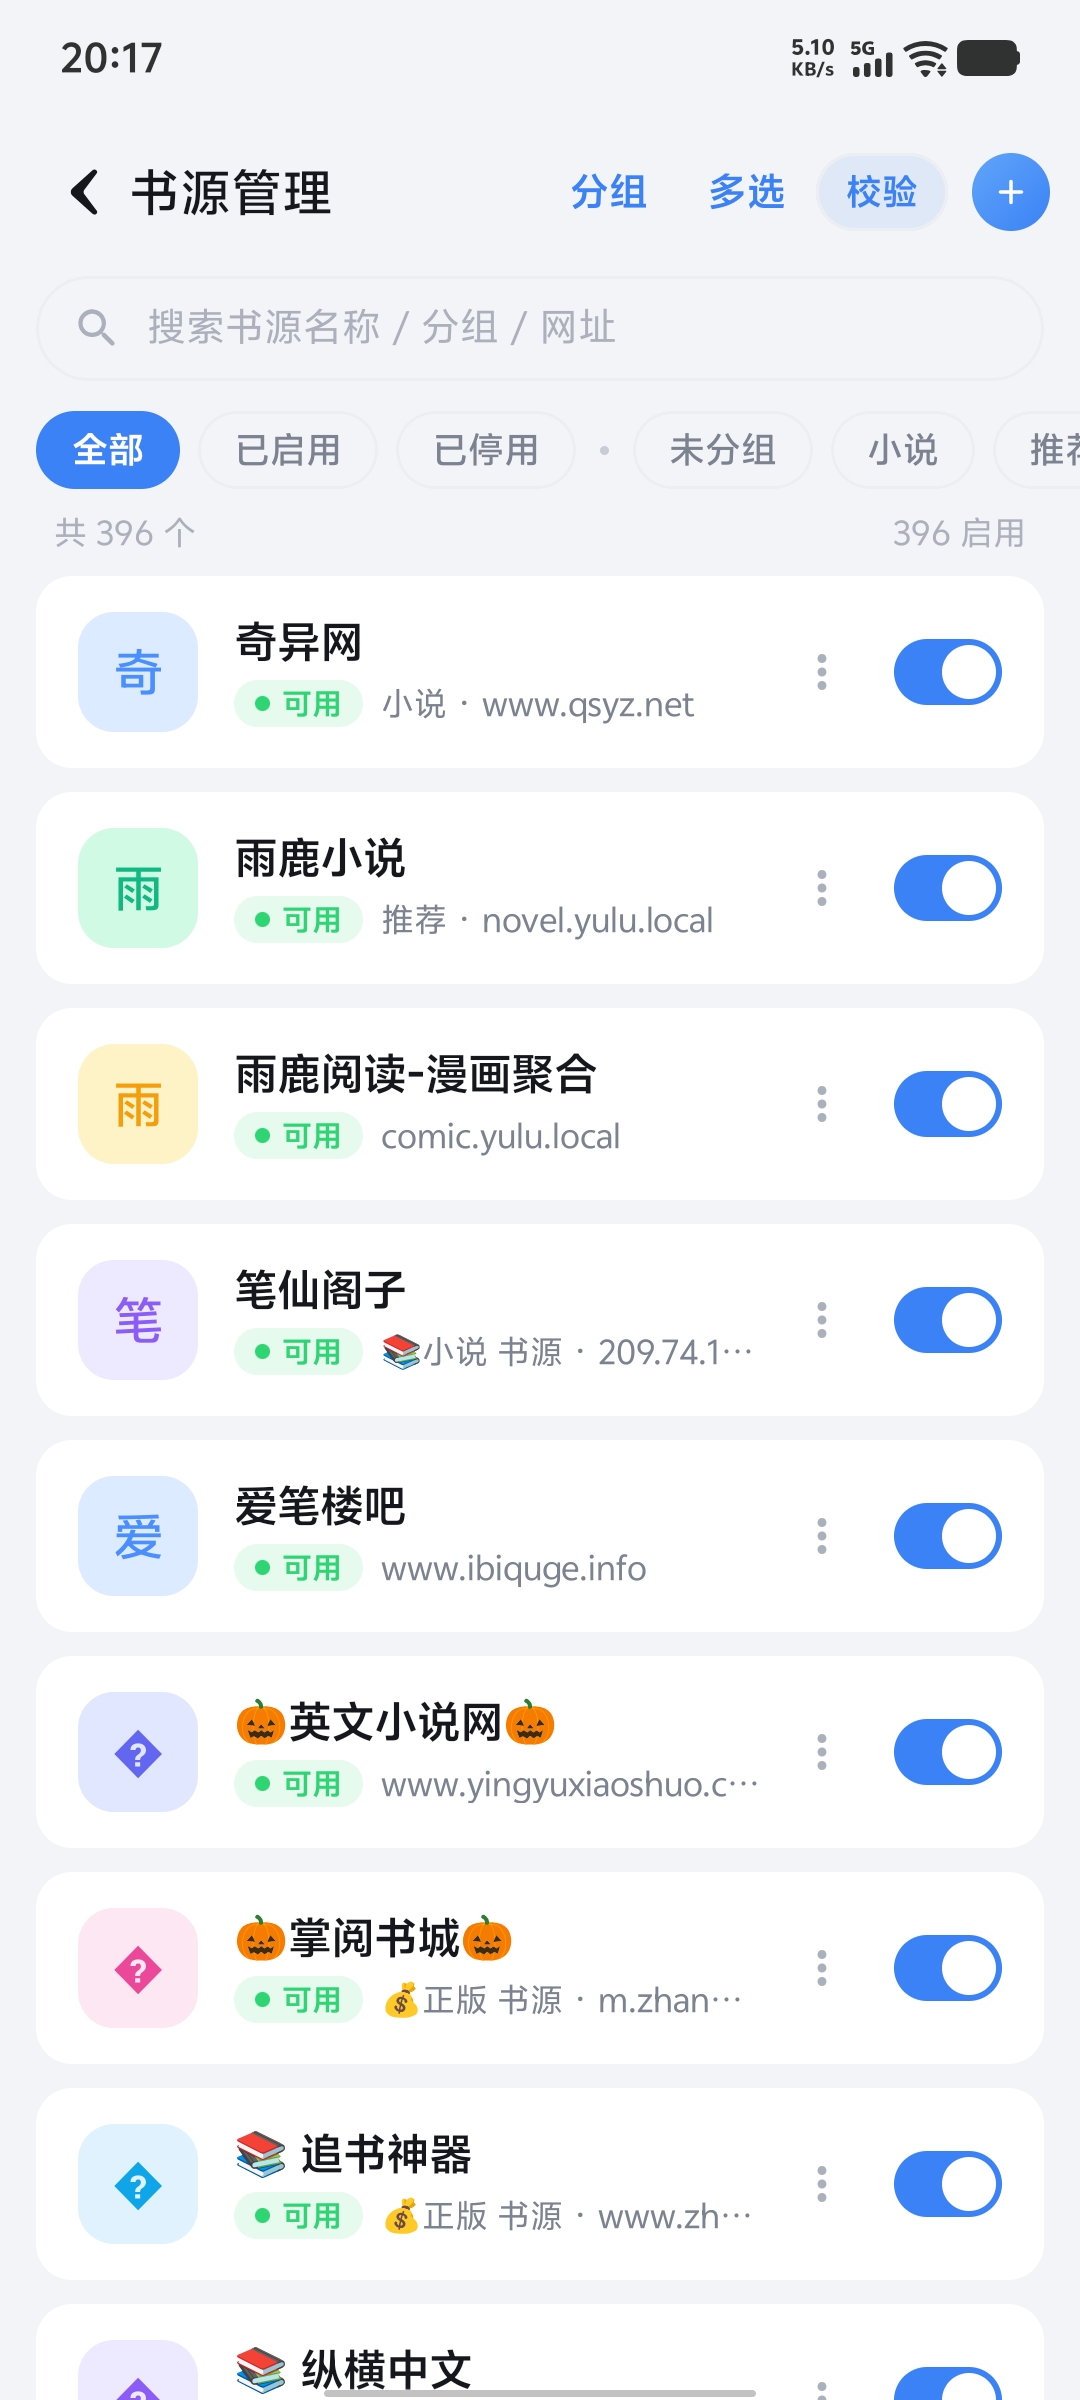 20:17
5.10 KB/s 5G
书源管理 分组 多选 校验 +
搜索书源名称 / 分组 / 网址
全部 已启用 已停用 • 未分组 小说 推荐
共 396 个 396 启用
奇 奇异网
可用 小说 · www.qsyz.net
雨 雨鹿小说
可用 推荐 · novel.yulu.local
雨 雨鹿阅读-漫画聚合
可用 comic.yulu.local
笔 笔仙阁子
可用 📚小说 书源 · 209.74.1···
爱 爱笔楼吧
可用 www.ibiquge.info
🎃英文小说网🎃
可用 www.yingyuxiaoshuo.c···
🎃掌阅书城🎃
可用 💰正版 书源 · m.zhan···
📚 追书神器
可用 💰正版 书源 · www.zh···
📚 纵横中文